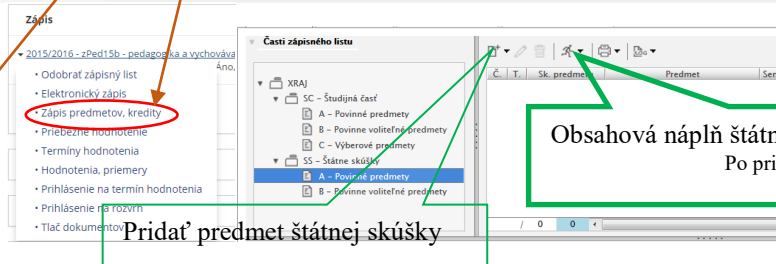 Zápis
2015/2016 - zPed15b - pedagogika a vychováva
Áno,
• Odobrať zápisný list
• Elektronický zápis
• Zápis predmetov, kredity
• Priebežné hodnotenie
• Termíny hodnotenia
• Hodnotenia, priemery
• Prihlásenie na termín hodnotenia
• Prihlásenie na rozvrh
• Tlač dokumentov
Časti zápisného listu
XRAJ
SC – Študijná časť
A – Povinné predmety
B – Povinne voliteľné predmety
C – Výberové predmety
SS – Štátne skúšky
A – Povinné predmety
B – Povinne voliteľné predmety
Č. T. Sk. predmetu Predmet Sem
Obsahová náplň štátn
Po pri
/ 0 0
Pridať predmet štátnej skúšky